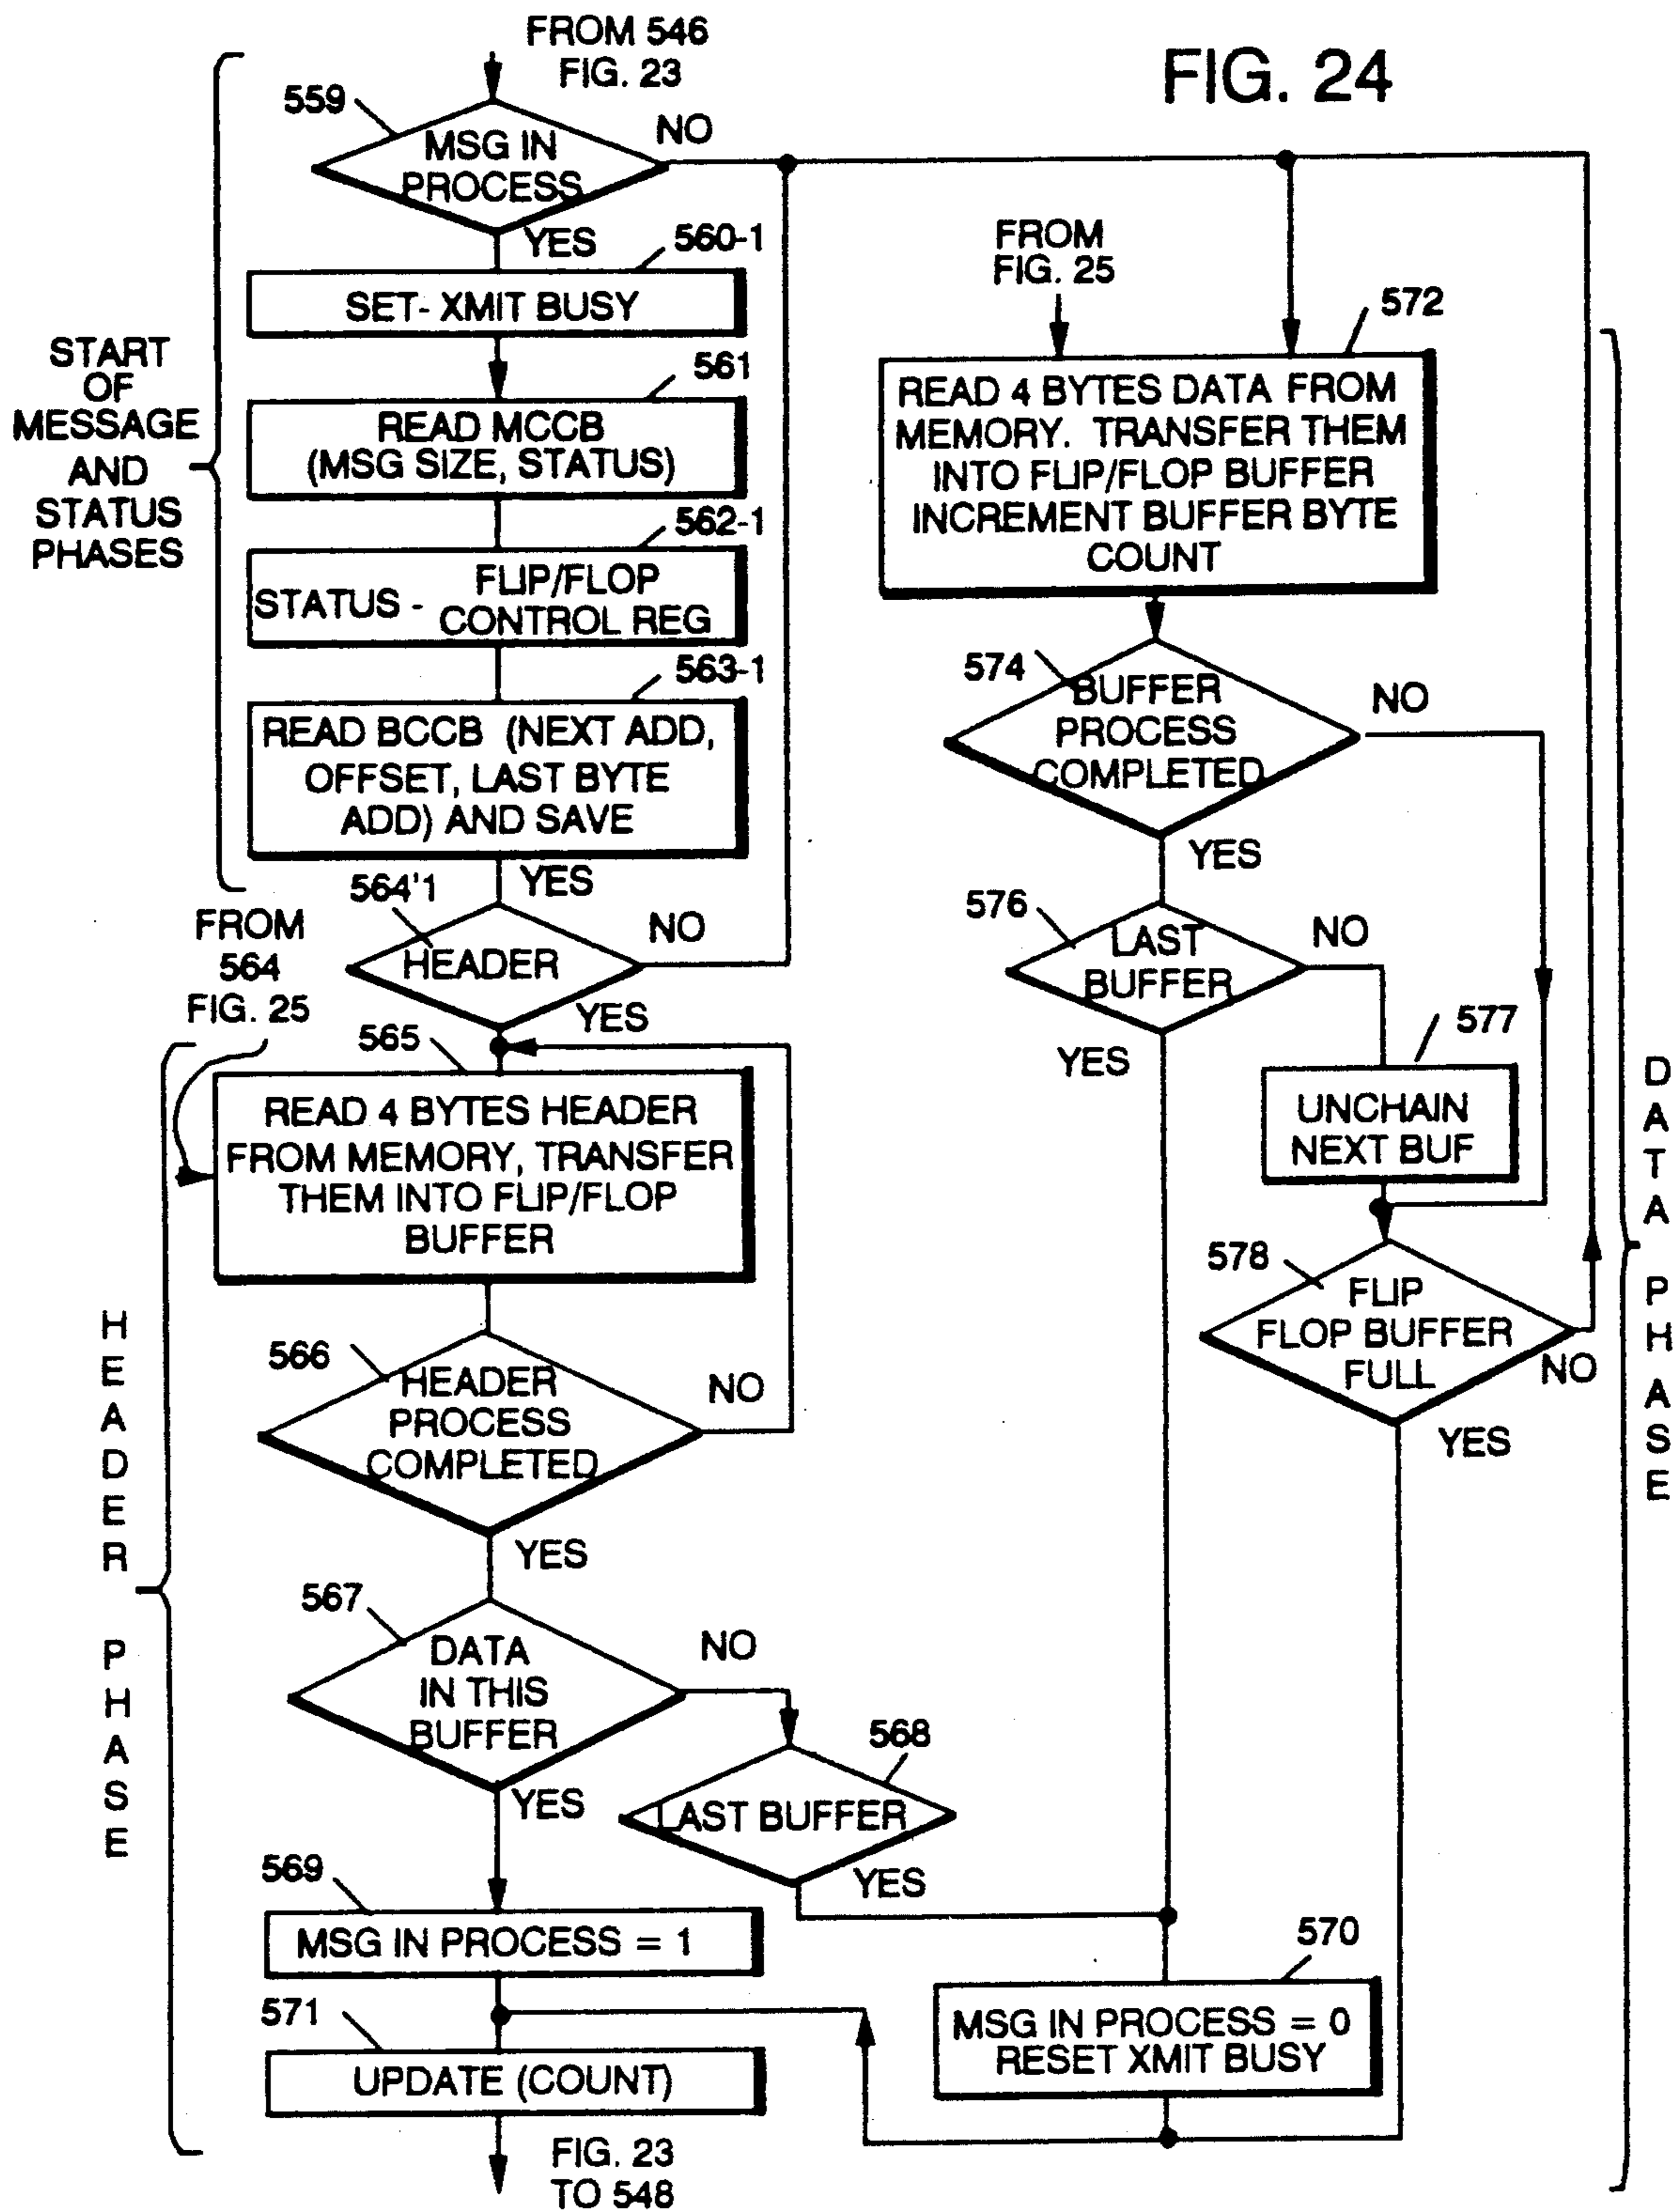 FROM 546
FIG. 23
FIG. 24
559
MSG IN
PROCESS
NO
YES
560-1
SET- XMIT BUSY
561
READ MCCB
(MSG SIZE, STATUS)
562-1
STATUS -
FLIP/FLOP
CONTROL REG
563-1
READ BCCB (NEXT ADD,
OFFSET, LAST BYTE
ADD) AND SAVE
YES
START
OF
MESSAGE
AND
STATUS
PHASES
564'1
HEADER
NO
YES
FROM
564
FIG. 25
565
READ 4 BYTES HEADER
FROM MEMORY, TRANSFER
THEM INTO FLIP/FLOP
BUFFER
566
HEADER
PROCESS
COMPLETED
NO
YES
567
DATA
IN THIS
BUFFER
NO
YES
568
LAST BUFFER
YES
569
MSG IN PROCESS = 1
571
UPDATE (COUNT)
FIG. 23
TO 548
HEADER PHASE
FROM
FIG. 25
572
READ 4 BYTES DATA FROM
MEMORY. TRANSFER THEM
INTO FLIP/FLOP BUFFER
INCREMENT BUFFER BYTE
COUNT
574
BUFFER
PROCESS
COMPLETED
NO
YES
576
LAST
BUFFER
NO
YES
577
UNCHAIN
NEXT BUF
578
FLIP
FLOP BUFFER
FULL
NO
YES
570
MSG IN PROCESS = 0
RESET XMIT BUSY
DATA PHASE